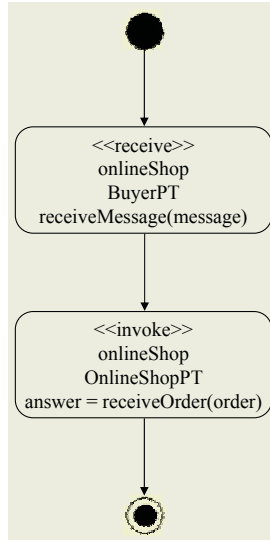 <<receive>>
onlineShop
BuyerPT
receiveMessage(message)
<<invoke>>
onlineShop
OnlineShopPT
answer = receiveOrder(order)